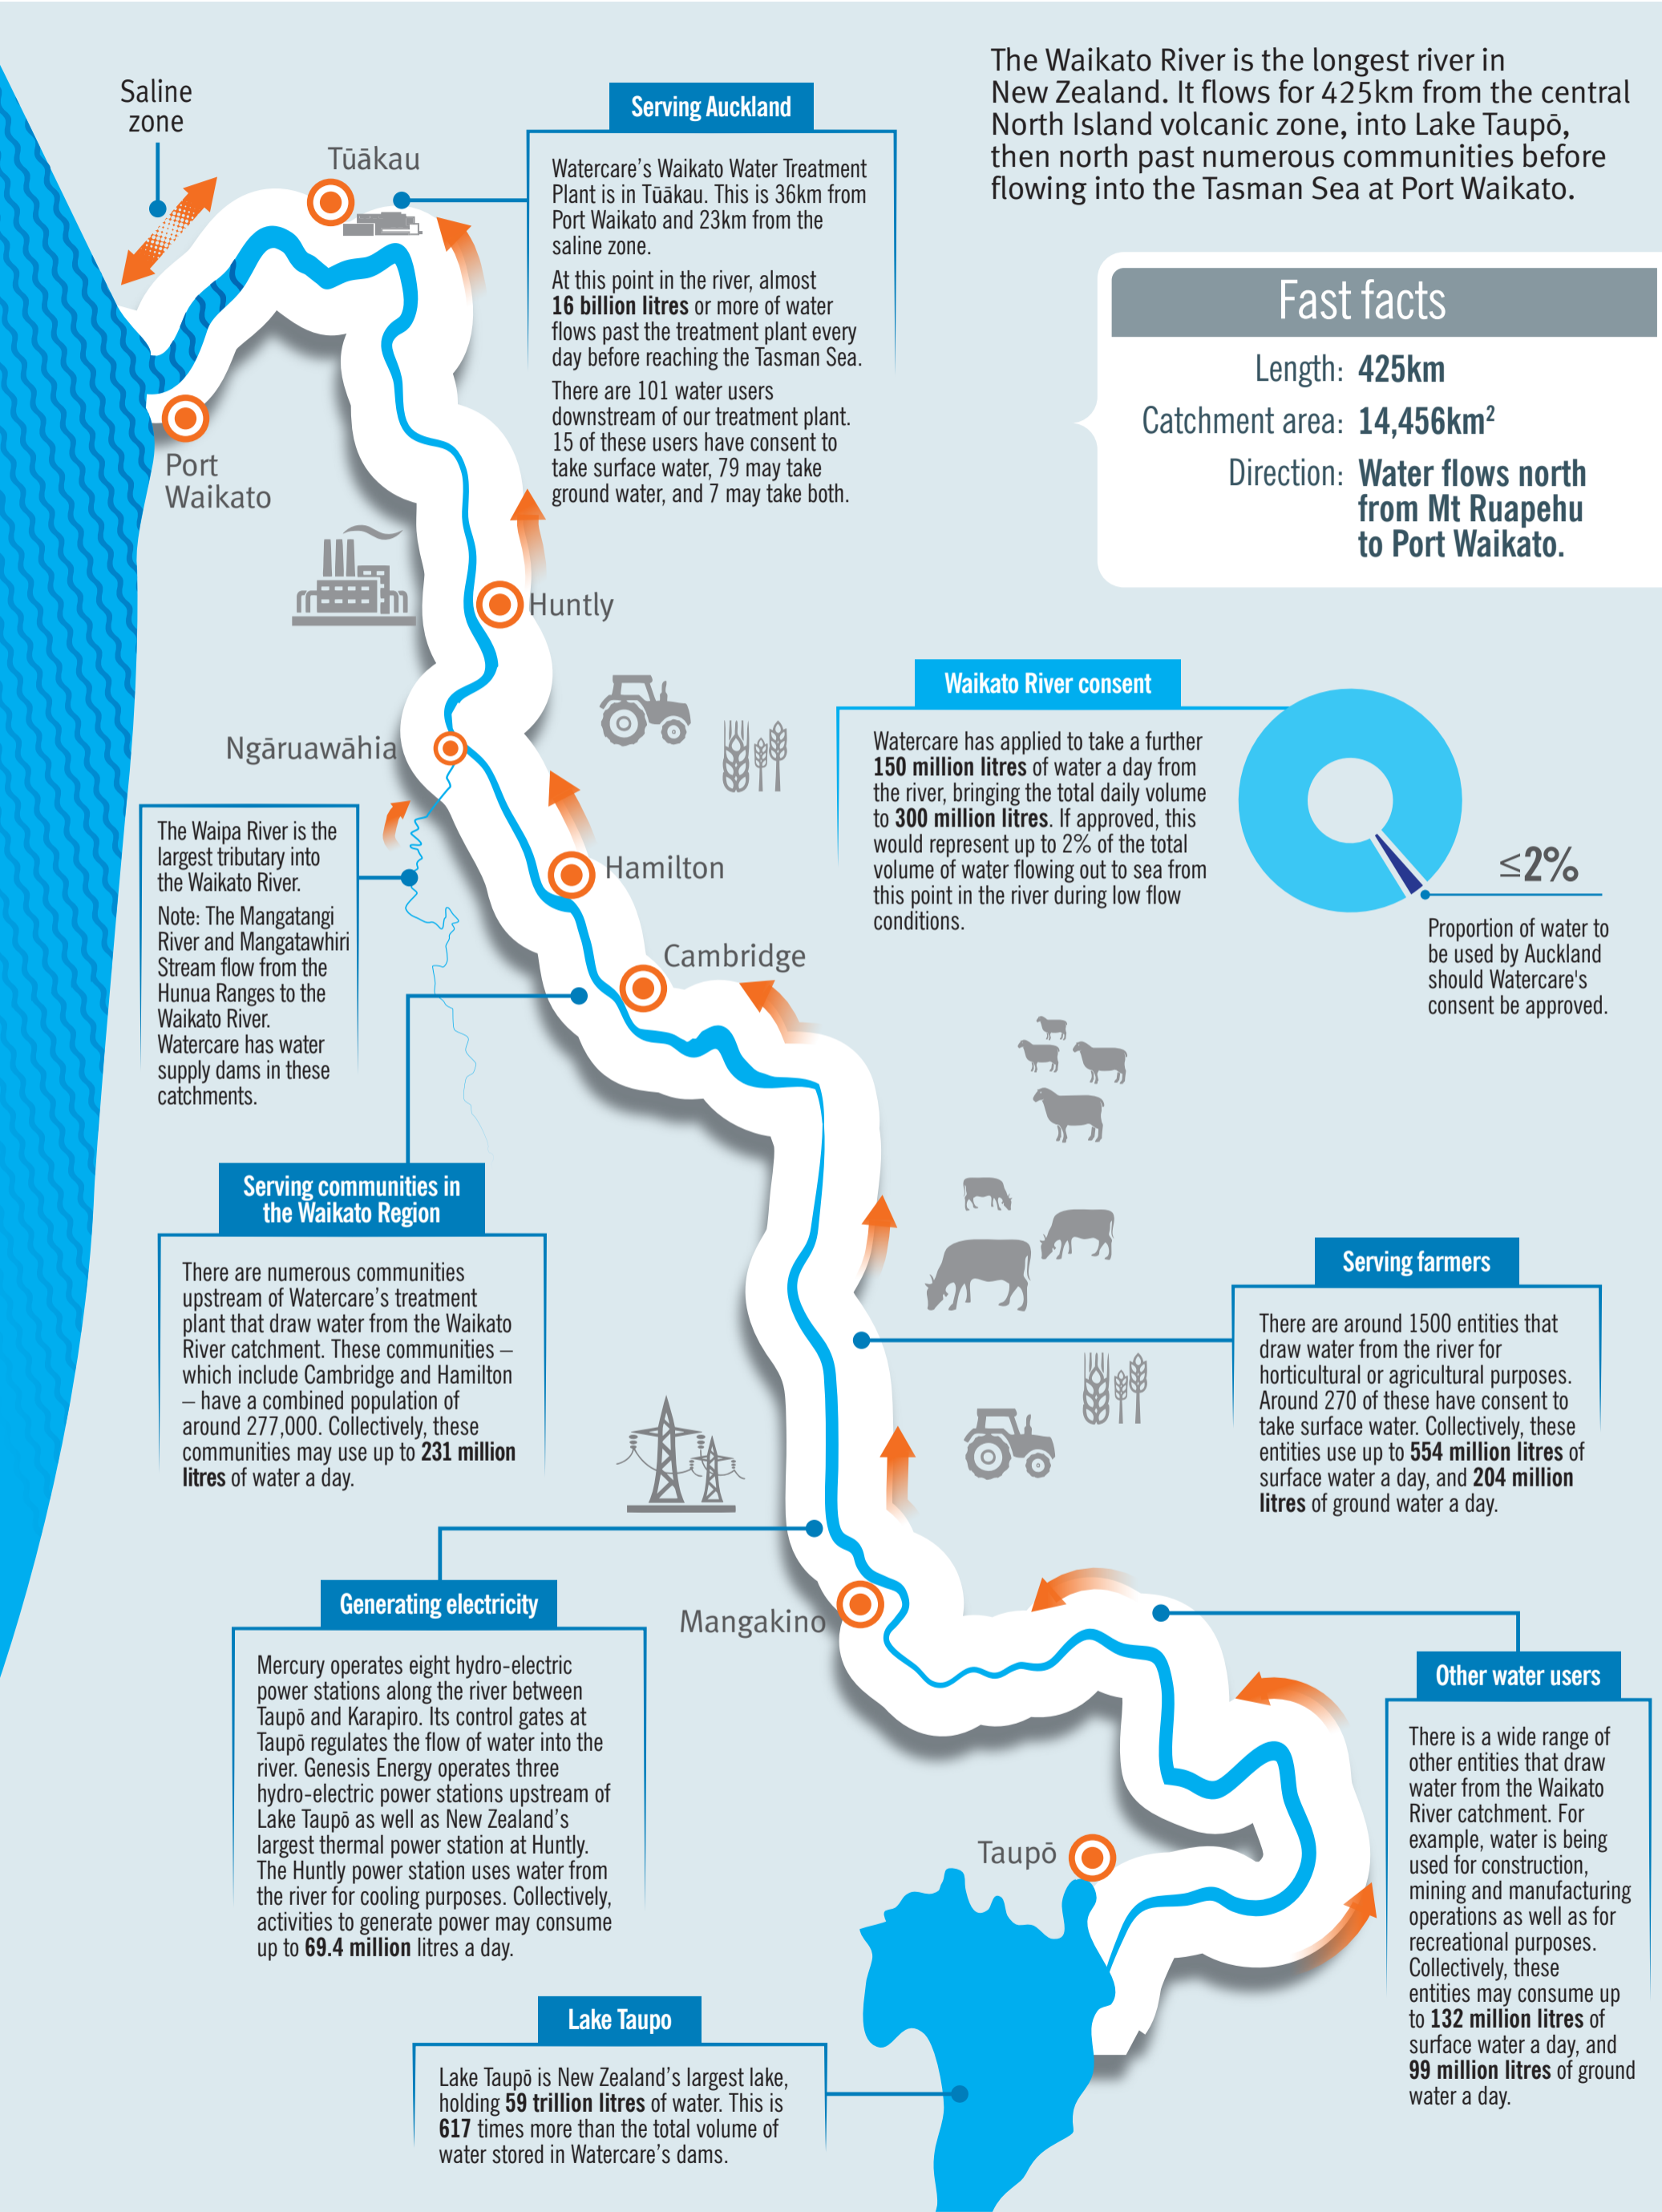 The Waikato River is the longest river in
New Zealand. It flows for 425km from the central
North Island volcanic zone, into Lake Taupō,
then north past numerous communities before
flowing into the Tasman Sea at Port Waikato.
Saline
zone
Tūākau
Serving Auckland
Watercare's Waikato Water Treatment
Plant is in Tūākau. This is 36km from
Port Waikato and 23km from the
saline zone.
At this point in the river, almost
16 billion litres or more of water
flows past the treatment plant every
day before reaching the Tasman Sea.
There are 101 water users
downstream of our treatment plant.
15 of these users have consent to
take surface water, 79 may take
ground water, and 7 may take both.
Fast facts
Length: 425km
Catchment area: 14,456km²
Direction: Water flows north
from Mt Ruapehu
to Port Waikato.
Port
Waikato
Huntly
Waikato River consent
Watercare has applied to take a further
150 million litres of water a day from
the river, bringing the total daily volume
to 300 million litres. If approved, this
would represent up to 2% of the total
volume of water flowing out to sea from
this point in the river during low flow
conditions.
≤2%
Proportion of water to
be used by Auckland
should Watercare's
consent be approved.
Ngāruawāhia
The Waipa River is the
largest tributary into
the Waikato River.
Note: The Mangatangi
River and Mangatawhiri
Stream flow from the
Hunua Ranges to the
Waikato River.
Watercare has water
supply dams in these
catchments.
Hamilton
Cambridge
Serving communities in
the Waikato Region
There are numerous communities
upstream of Watercare's treatment
plant that draw water from the Waikato
River catchment. These communities –
which include Cambridge and Hamilton
– have a combined population of
around 277,000. Collectively, these
communities may use up to 231 million
litres of water a day.
Serving farmers
There are around 1500 entities that
draw water from the river for
horticultural or agricultural purposes.
Around 270 of these have consent to
take surface water. Collectively, these
entities use up to 554 million litres of
surface water a day, and 204 million
litres of ground water a day.
Generating electricity
Mercury operates eight hydro-electric
power stations along the river between
Taupō and Karapiro. Its control gates at
Taupō regulates the flow of water into the
river. Genesis Energy operates three
hydro-electric power stations upstream of
Lake Taupō as well as New Zealand's
largest thermal power station at Huntly.
The Huntly power station uses water from
the river for cooling purposes. Collectively,
activities to generate power may consume
up to 69.4 million litres a day.
Mangakino
Other water users
There is a wide range of
other entities that draw
water from the Waikato
River catchment. For
example, water is being
used for construction,
mining and manufacturing
operations as well as for
recreational purposes.
Collectively, these
entities may consume up
to 132 million litres of
surface water a day, and
99 million litres of ground
water a day.
Taupō
Lake Taupo
Lake Taupō is New Zealand's largest lake,
holding 59 trillion litres of water. This is
617 times more than the total volume of
water stored in Watercare's dams.